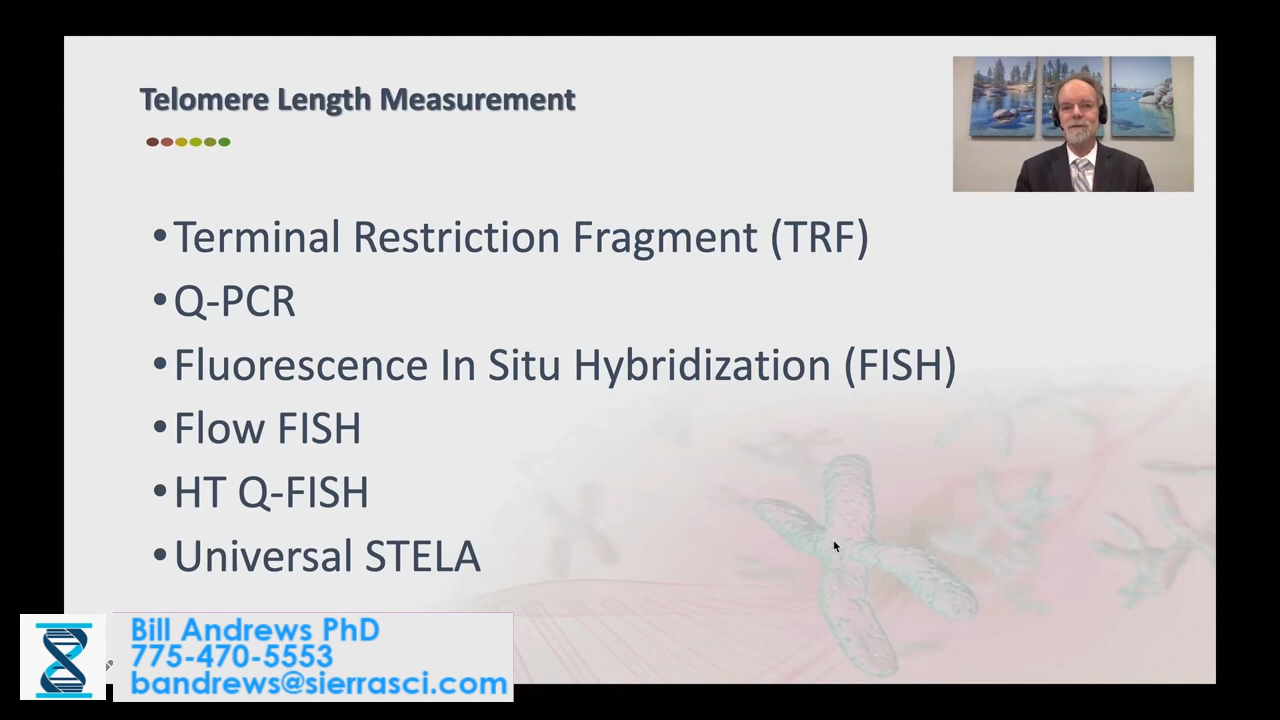 Telomere Length Measurement
•Terminal Restriction Fragment (TRF)
•Q-PCR
•Fluorescence In Situ Hybridization (FISH)
•Flow FISH
•HT Q-FISH
•Universal STELA
Bill Andrews PhD
775-470-5553
bandrews@sierrasci.com